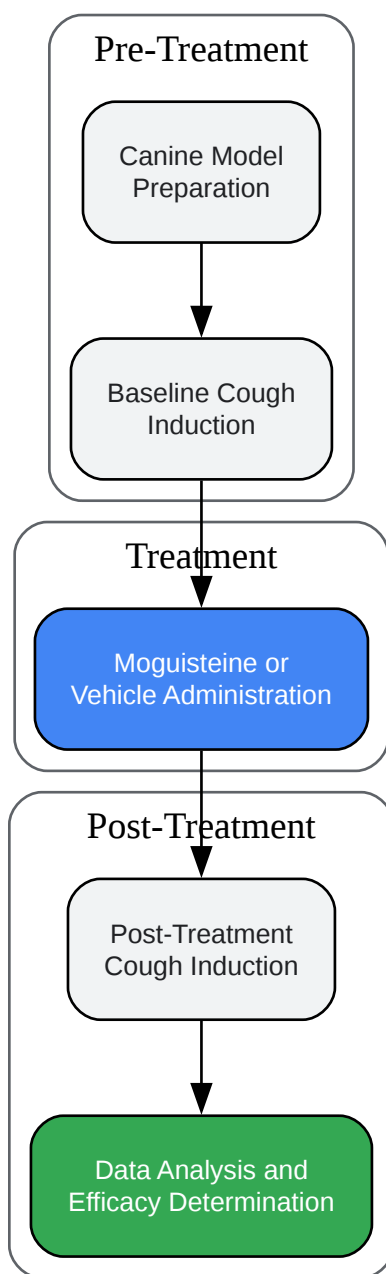 Pre-Treatment
Canine Model
Preparation
Baseline Cough
Induction
Treatment
Moguisteine or
Vehicle Administration
Post-Treatment
Post-Treatment
Cough Induction
Data Analysis and
Efficacy Determination